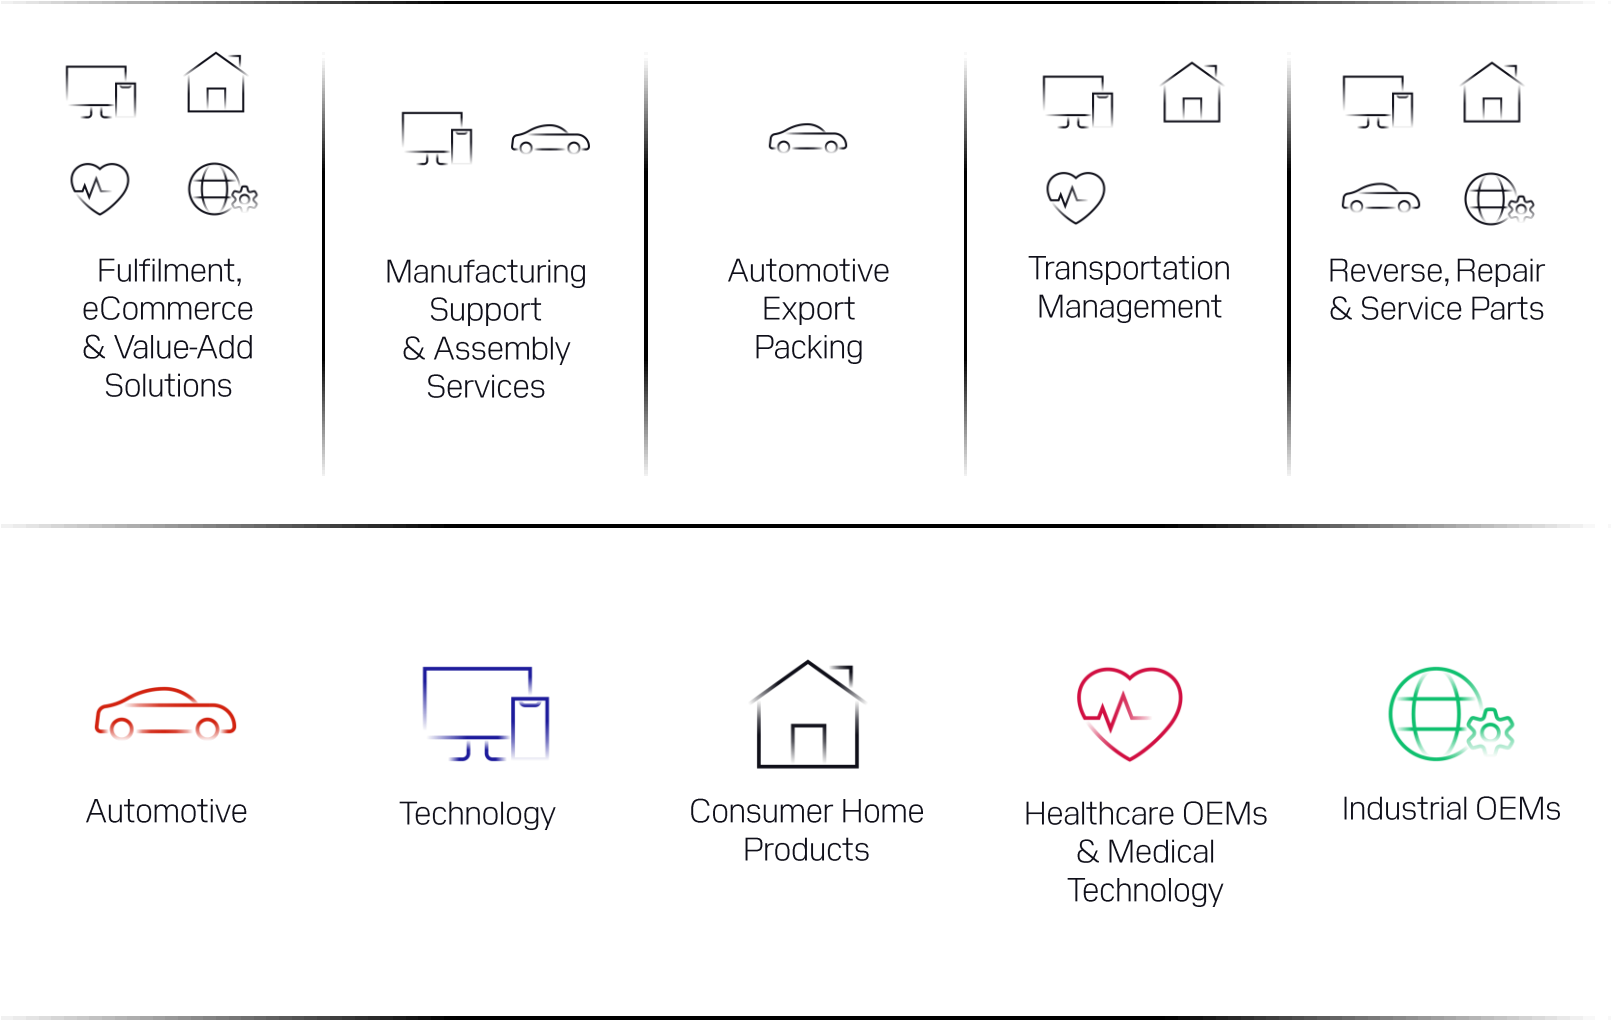 Fulfilment,
eCommerce
& Value-Add
Solutions
Manufacturing
Support
& Assembly
Services
Automotive
Export
Packing
Transportation
Management
Reverse, Repair
& Service Parts
Automotive
Technology
Consumer Home
Products
Healthcare OEMs
& Medical
Technology
Industrial OEMs